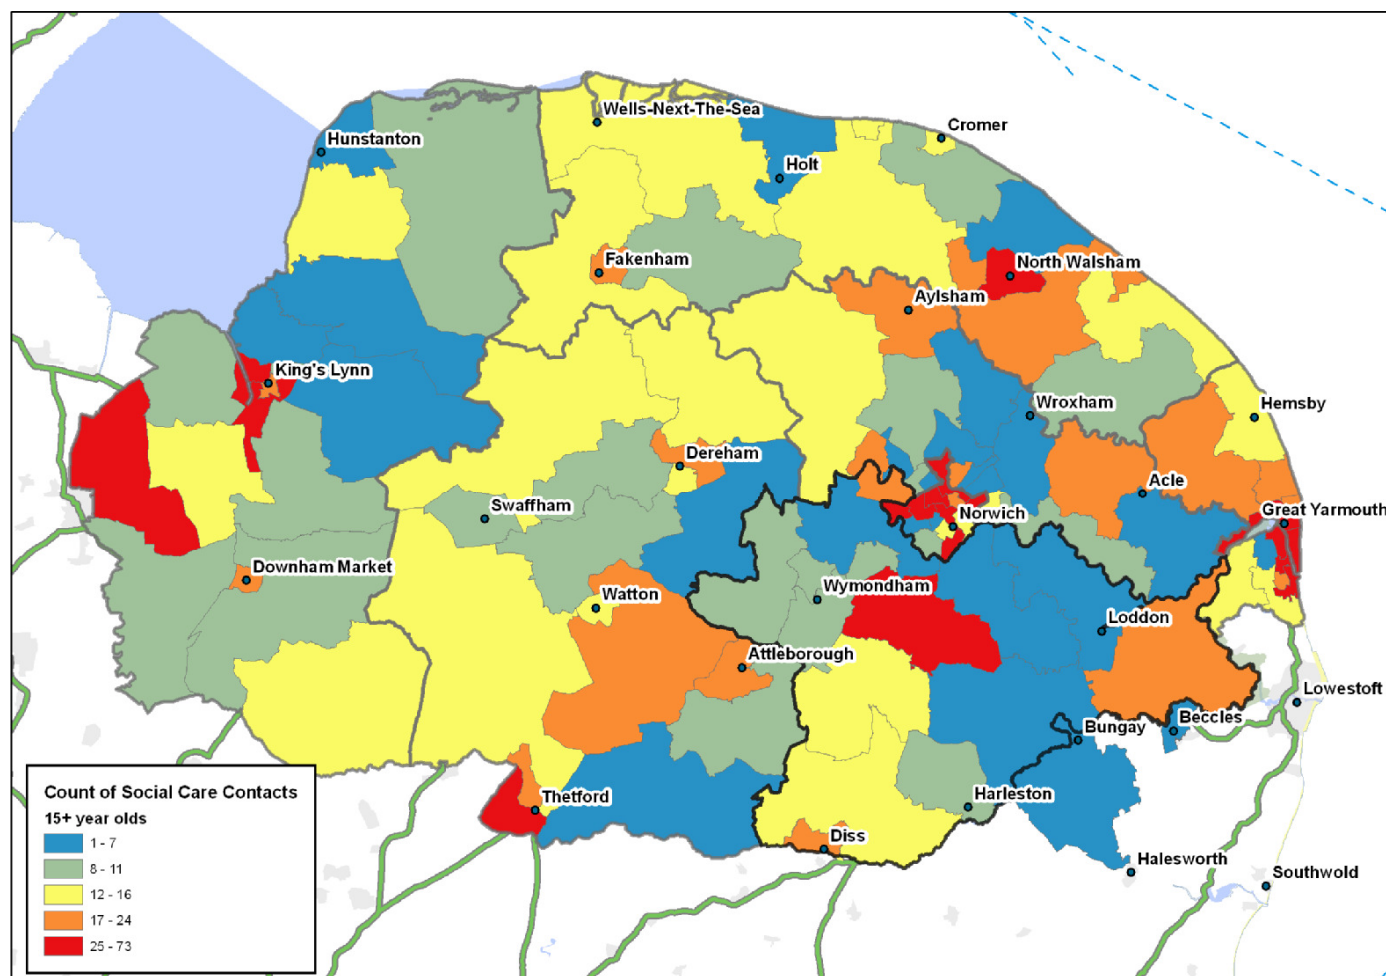 Wells-Next-The-Sea
Cromer
Hunstanton
Holt
North Walsham
Fakenham
Aylsham
King's Lynn
Wroxham
Hemsby
Dereham
Acle
Swaffham
Norwich
Great Yarmouth
Downham Market
Wymondham
Watton
Loddon
Attleborough
Lowestoft
Beccles
Bungay
Count of Social Care Contacts
15+ year olds
1 - 7
8 - 11
12 - 16
17 - 24
25 - 73
Thetford
Harleston
Diss
Halesworth
Southwold